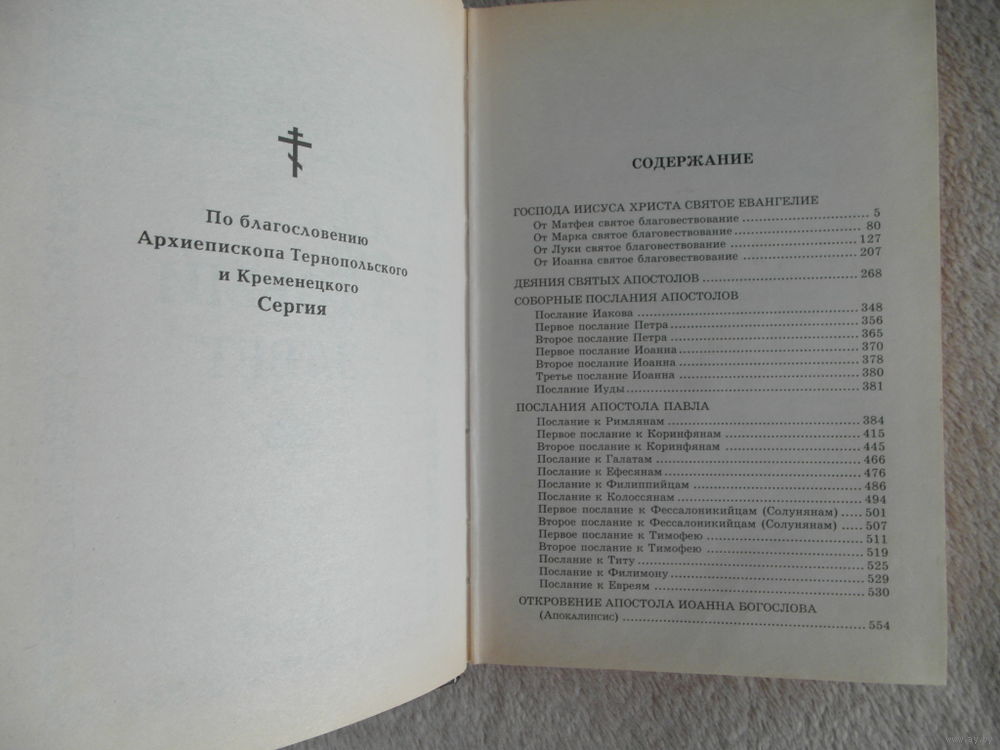 По благословению
Архиепископа Тернопольского
и Кременецкого
Сергия
СОДЕРЖАНИЕ
ГОСПОДА ИИСУСА ХРИСТА СВЯТОЕ ЕВАНГЕЛИЕ
От Матфея святое благовествование 5
От Марка святое благовествование 80
От Луки святое благовествование 127
От Иоанна святое благовествование 207
ДЕЯНИЯ СВЯТЫХ АПОСТОЛОВ 268
СОБОРНЫЕ ПОСЛАНИЯ АПОСТОЛОВ
Послание Иакова 348
Первое послание Петра 356
Второе послание Петра 365
Первое послание Иоанна 370
Второе послание Иоанна 378
Третье послание Иоанна 380
Послание Иуды 381
ПОСЛАНИЯ АПОСТОЛА ПАВЛА
Послание к Римлянам 384
Первое послание к Коринфянам 415
Второе послание к Коринфянам 445
Послание к Галатам 466
Послание к Ефесянам 476
Послание к Филиппийцам 486
Послание к Колоссянам 494
Первое послание к Фессалоникийцам (Солунянам) 501
Второе послание к Фессалоникийцам (Солунянам) 507
Первое послание к Тимофею 511
Второе послание к Тимофею 519
Послание к Титу 525
Послание к Филимону 529
Послание к Евреям 530
ОТКРОВЕНИЕ АПОСТОЛА ИОАННА БОГОСЛОВА
(Апокалипсис) 554
www.ay.by